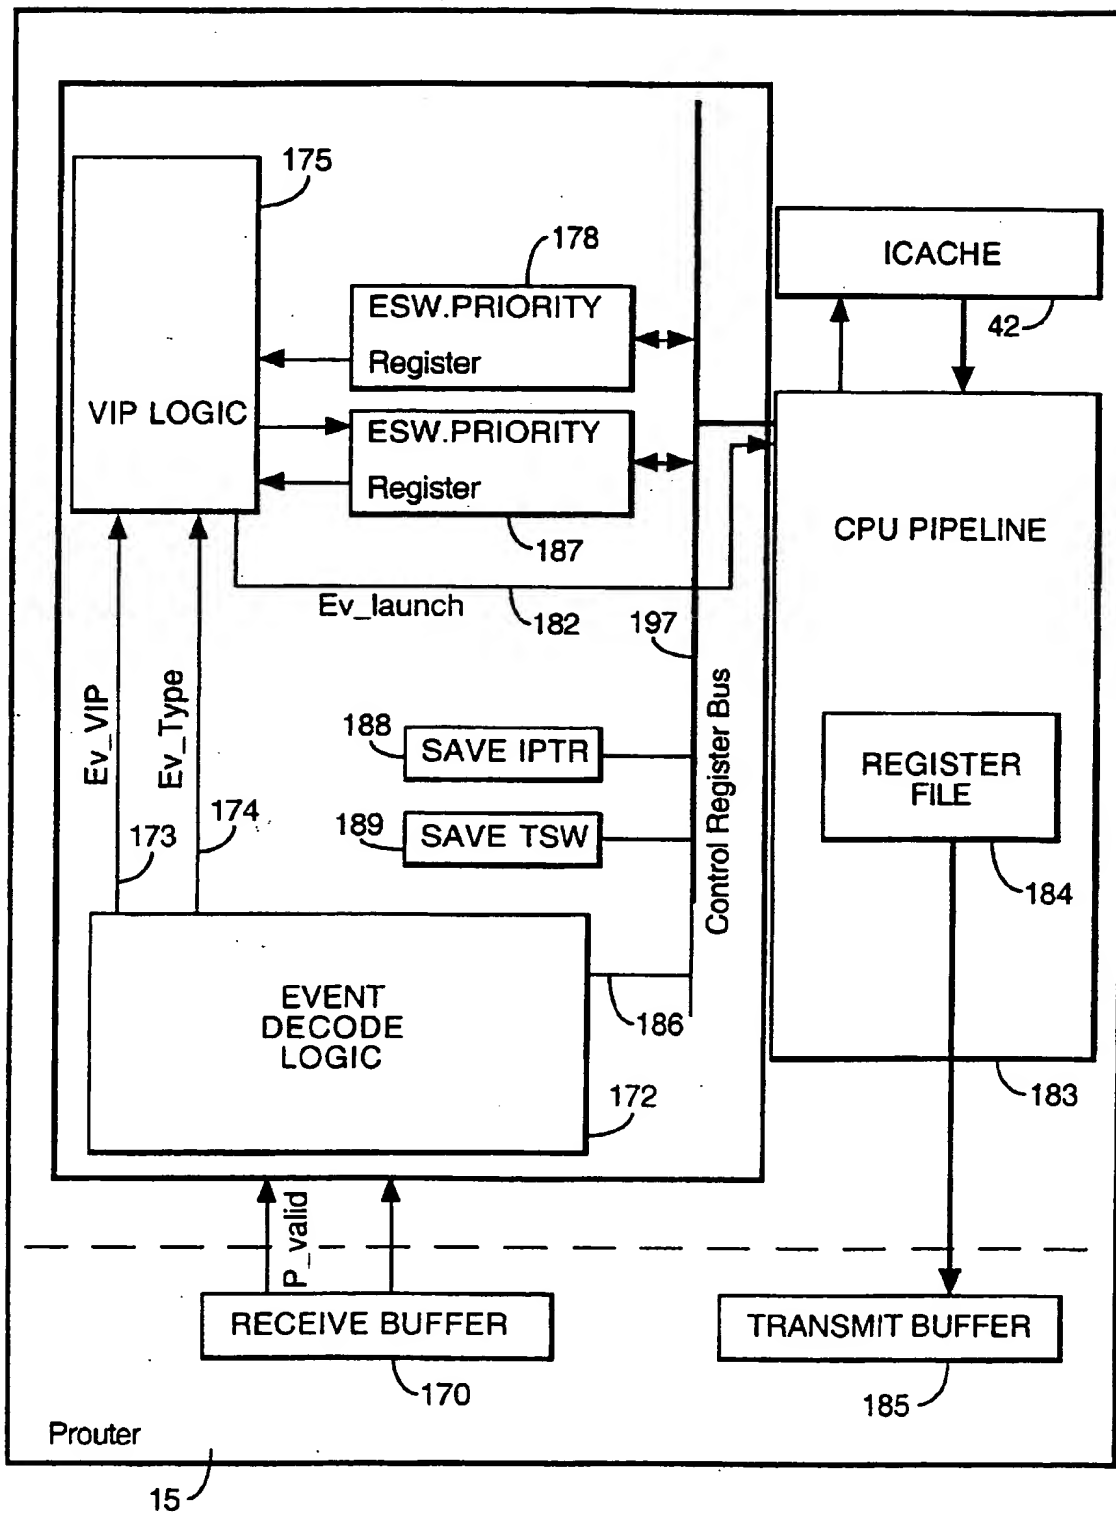 175
178
ICACHE
42
ESW.PRIORITY
Register
VIP LOGIC
ESW.PRIORITY
Register
187
CPU PIPELINE
Ev_launch
182
197
Ev_VIP
Ev_Type
173
174
188
SAVE IPTR
189
SAVE TSW
Control Register Bus
REGISTER
FILE
184
EVENT
DECODE
LOGIC
186
172
183
P_valid
RECEIVE BUFFER
170
TRANSMIT BUFFER
185
Prouter
15